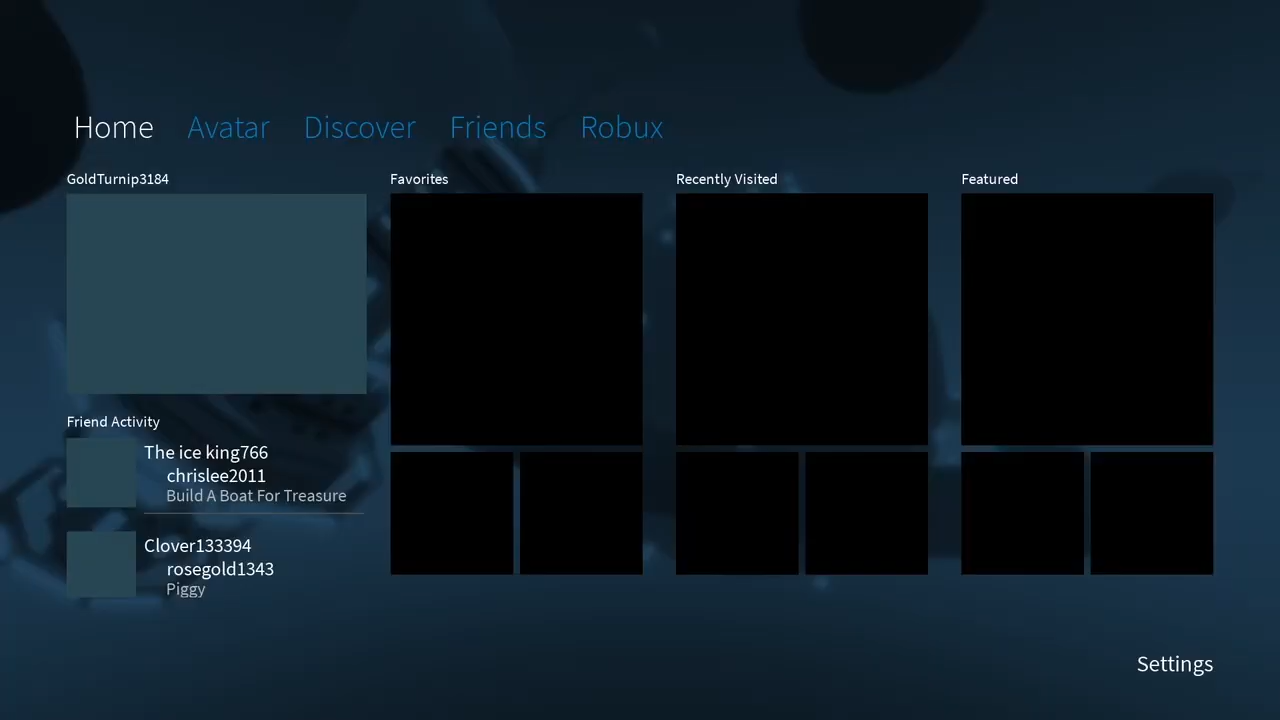 Home Avatar Discover Friends Robux
GoldTurnip3184
Favorites
Recently Visited
Featured
Friend Activity
The ice king766
chrislee2011
Build A Boat For Treasure
Clover133394
rosegold1343
Piggy
Settings